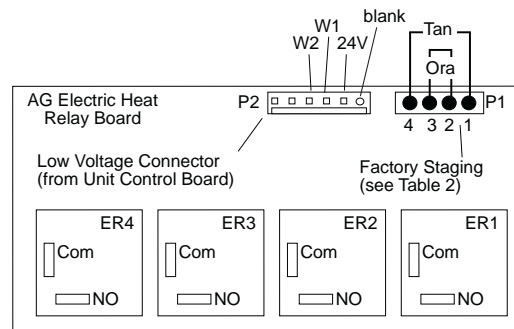 blank
W1
W2 24V
Tan
Ora
AG Electric Heat
Relay Board
P2
P1
4 3 2 1
Low Voltage Connector
(from Unit Control Board)
Factory Staging
(see Table 2)
ER4 ER3 ER2 ER1
Com Com Com Com
NO NO NO NO